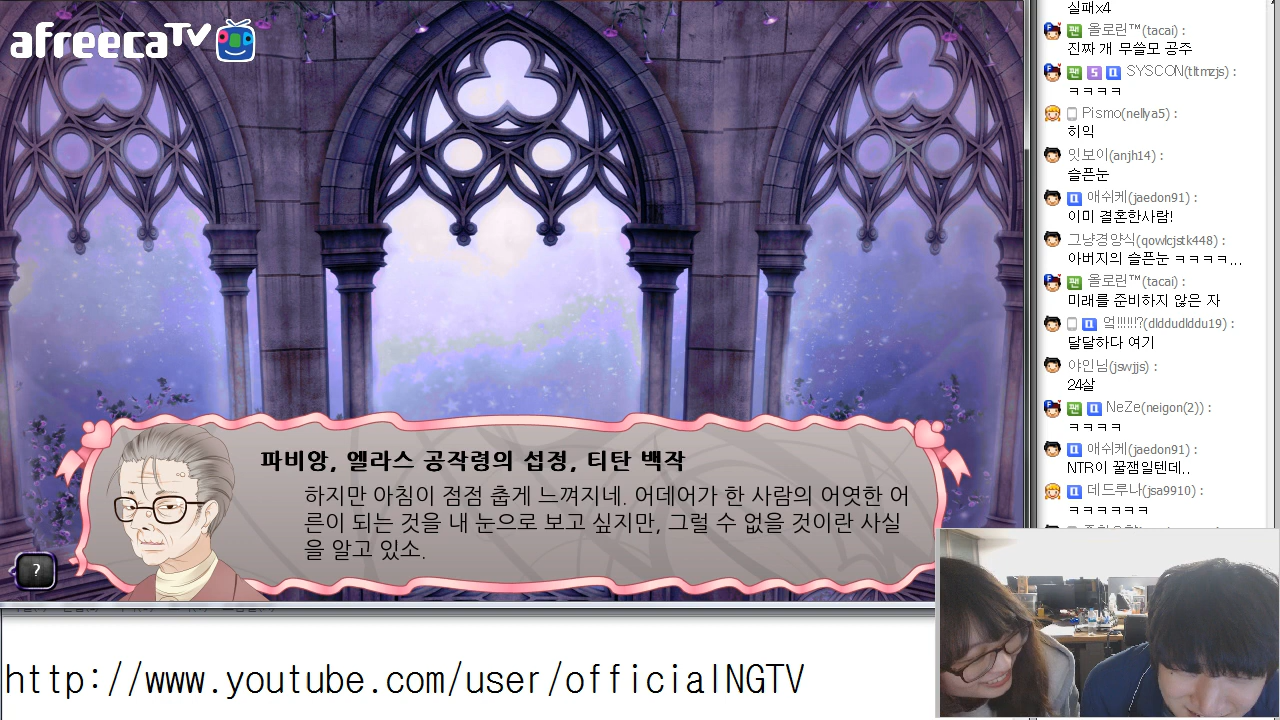 afreecaTV
파비앙, 엘라스 공작령의 섭정, 티탄 백작
하지만 아침이 점점 춥게 느껴지네. 어데어가 한 사람의 어엿한 어
른이 되는 것을 내 눈으로 보고 싶지만, 그럴 수 없을 것이란 사실
을 알고 있소.
?
http://www.youtube.com/user/officialNGTV
실패x4
팬 올로린™(tacai) :
진짜 개 무쓸모 공주
팬 S SYSCON(tltmzjs) :
ㅋㅋㅋㅋ
Pismo(nellya5) :
히익
잇보이(anjh14) :
슬픈눈
애쉬케(jaedon91) :
이미 결혼한사람!
그냥경양식(qowlcjstk448) :
아버지의 슬픈눈 ㅋㅋㅋㅋ...
팬 올로린™(tacai) :
미래를 준비하지 않은 자
엌!!!!!!?(dlddudlddu19) :
달달하다 여기
야인님(jswjjs) :
24살
팬 NeZe(neigon(2)) :
ㅋㅋㅋㅋ
애쉬케(jaedon91) :
NTR이 꿀잼일텐데..
데드루나(jsa9910) :
ㅋㅋㅋㅋㅋㅋ